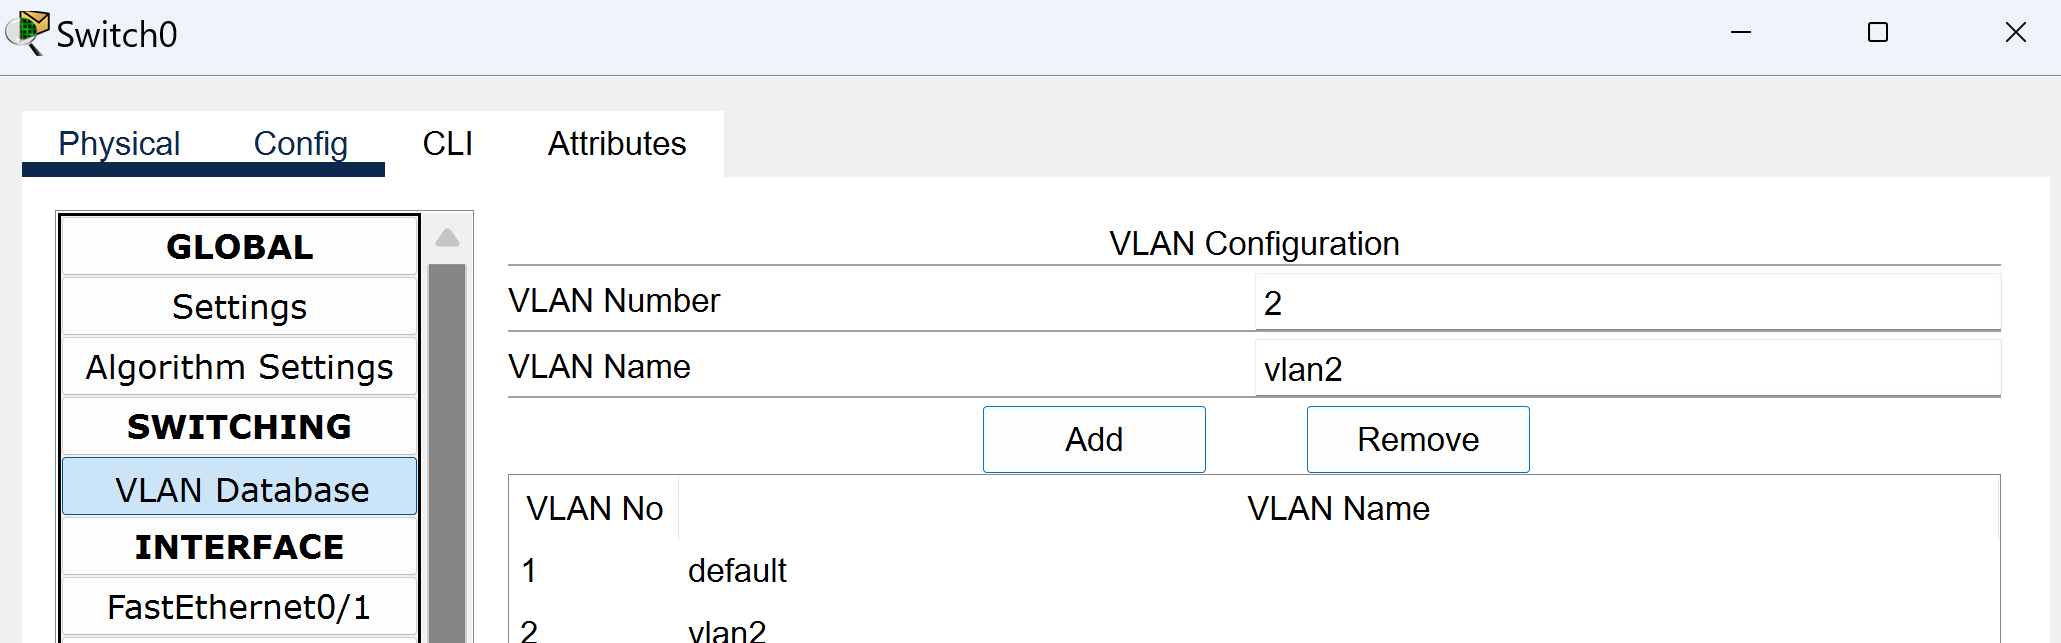 Switch0
Physical Config CLI Attributes
GLOBAL
Settings
Algorithm Settings
SWITCHING
VLAN Database
INTERFACE
FastEthernet0/1
VLAN Configuration
VLAN Number 2
VLAN Name vlan2
Add Remove
VLAN No VLAN Name
1 default
2 vlan2